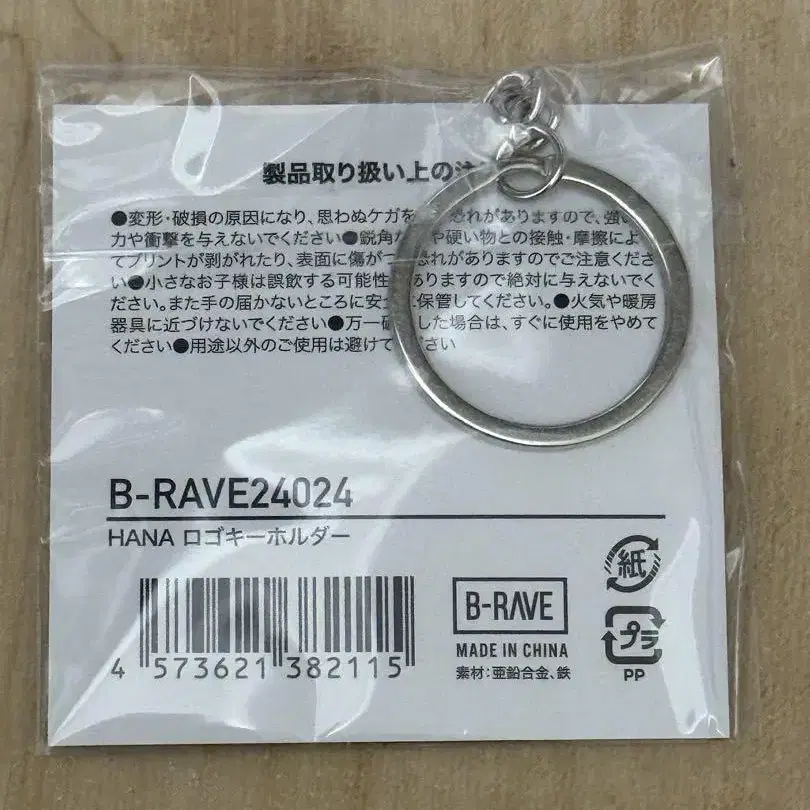 製品取り扱い上の注
●変形・破損の原因になり、思わぬケガを 恐れがありますので、強い
力や衝撃を与えないでください●鋭角な や硬い物との接触・摩擦によ
てプリントが剥がれたり、表面に傷がつ 恐れがありますのでご注意くださ
●小さなお子様は誤飲する可能性 ありますので絶対に与えないでく
ださい。また手の届かないところに安全 保管してください。●火気や暖房
器具に近づけないでください●万一破 した場合は、すぐに使用をやめて
ください●用途以外のご使用は避けて ださい
B-RAVE24024
HANA ロゴキーホルダー
4 573621 382115
B-RAVE
MADE IN CHINA
素材:亜鉛合金、鉄
紙
プラ
PP